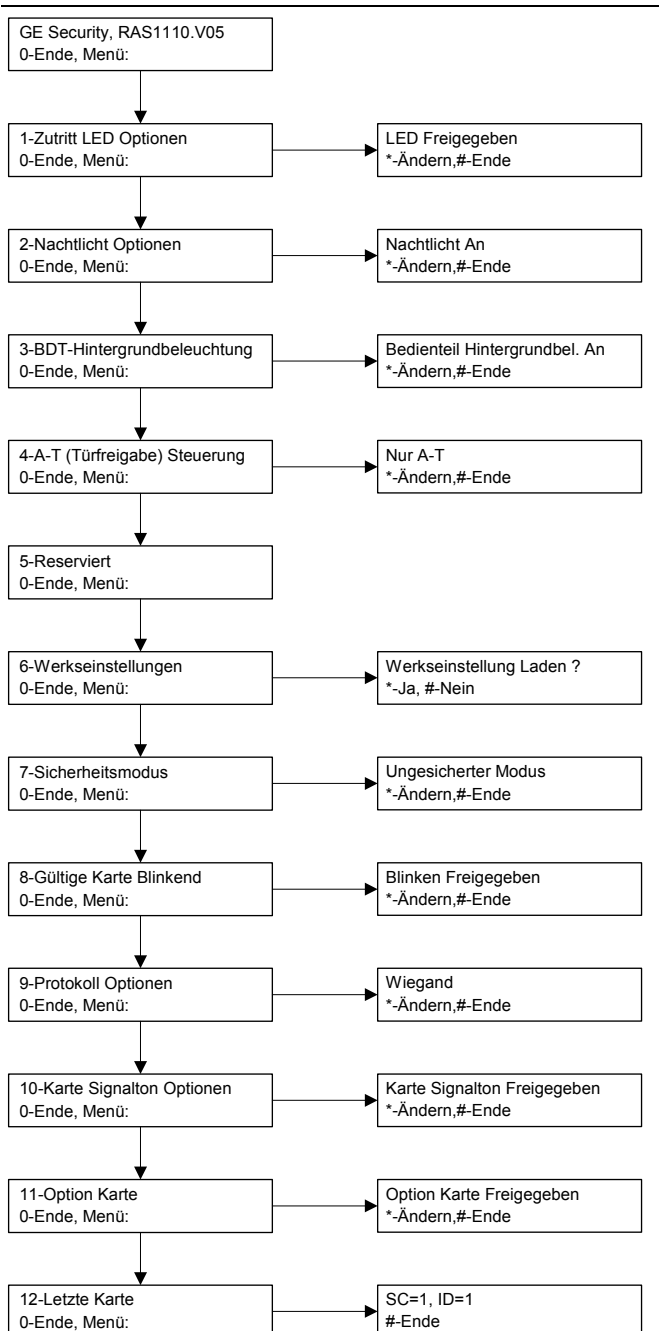 GE Security, RAS1110.V05
0-Ende, Menü:
1-Zutritt LED Optionen
0-Ende, Menü:
LED Freigegeben
*-Ändern,#-Ende
2-Nachtlicht Optionen
0-Ende, Menü:
Nachtlicht An
*-Ändern,#-Ende
3-BDT-Hintergrundbeleuchtung
0-Ende, Menü:
Bedienteil Hintergrundbel. An
*-Ändern,#-Ende
4-A-T (Türfreigabe) Steuerung
0-Ende, Menü:
Nur A-T
*-Ändern,#-Ende
5-Reserviert
0-Ende, Menü:
6-Werkseinstellungen
0-Ende, Menü:
Werkseinstellung Laden ?
*-Ja, #-Nein
7-Sicherheitsmodus
0-Ende, Menü:
Ungesicherter Modus
*-Ändern,#-Ende
8-Gültige Karte Blinkend
0-Ende, Menü:
Blinken Freigegeben
*-Ändern,#-Ende
9-Protokoll Optionen
0-Ende, Menü:
Wiegand
*-Ändern,#-Ende
10-Karte Signalton Optionen
0-Ende, Menü:
Karte Signalton Freigegeben
*-Ändern,#-Ende
11-Option Karte
0-Ende, Menü:
Option Karte Freigegeben
*-Ändern,#-Ende
12-Letzte Karte
0-Ende, Menü:
SC=1, ID=1
#-Ende